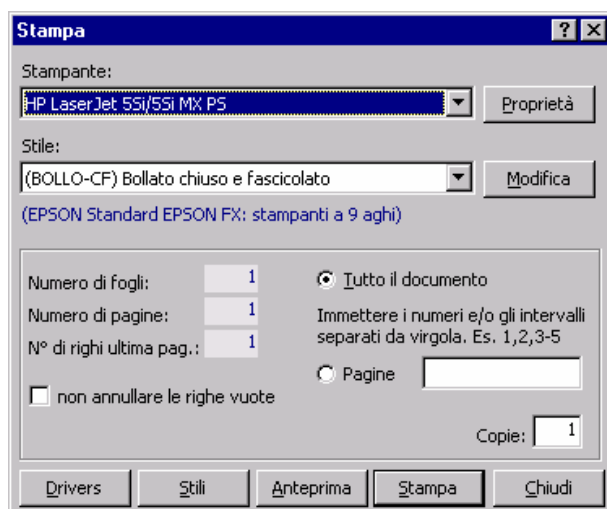 Stampa
Stampante:
HP LaserJet 5Si/5Si MX PS
Proprietà
Stile:
(BOLLO-CF) Bollato chiuso e fascicolato
Modifica
(EPSON Standard EPSON FX: stampanti a 9 aghi)
Numero di fogli: 1
Numero di pagine: 1
N° di righi ultima pag.: 1
non annullare le righe vuote
Tutto il documento
Immettere i numeri e/o gli intervalli
separati da virgola. Es. 1,2,3-5
Pagine
Copie: 1
Drivers Stili Anteprima Stampa Chiudi